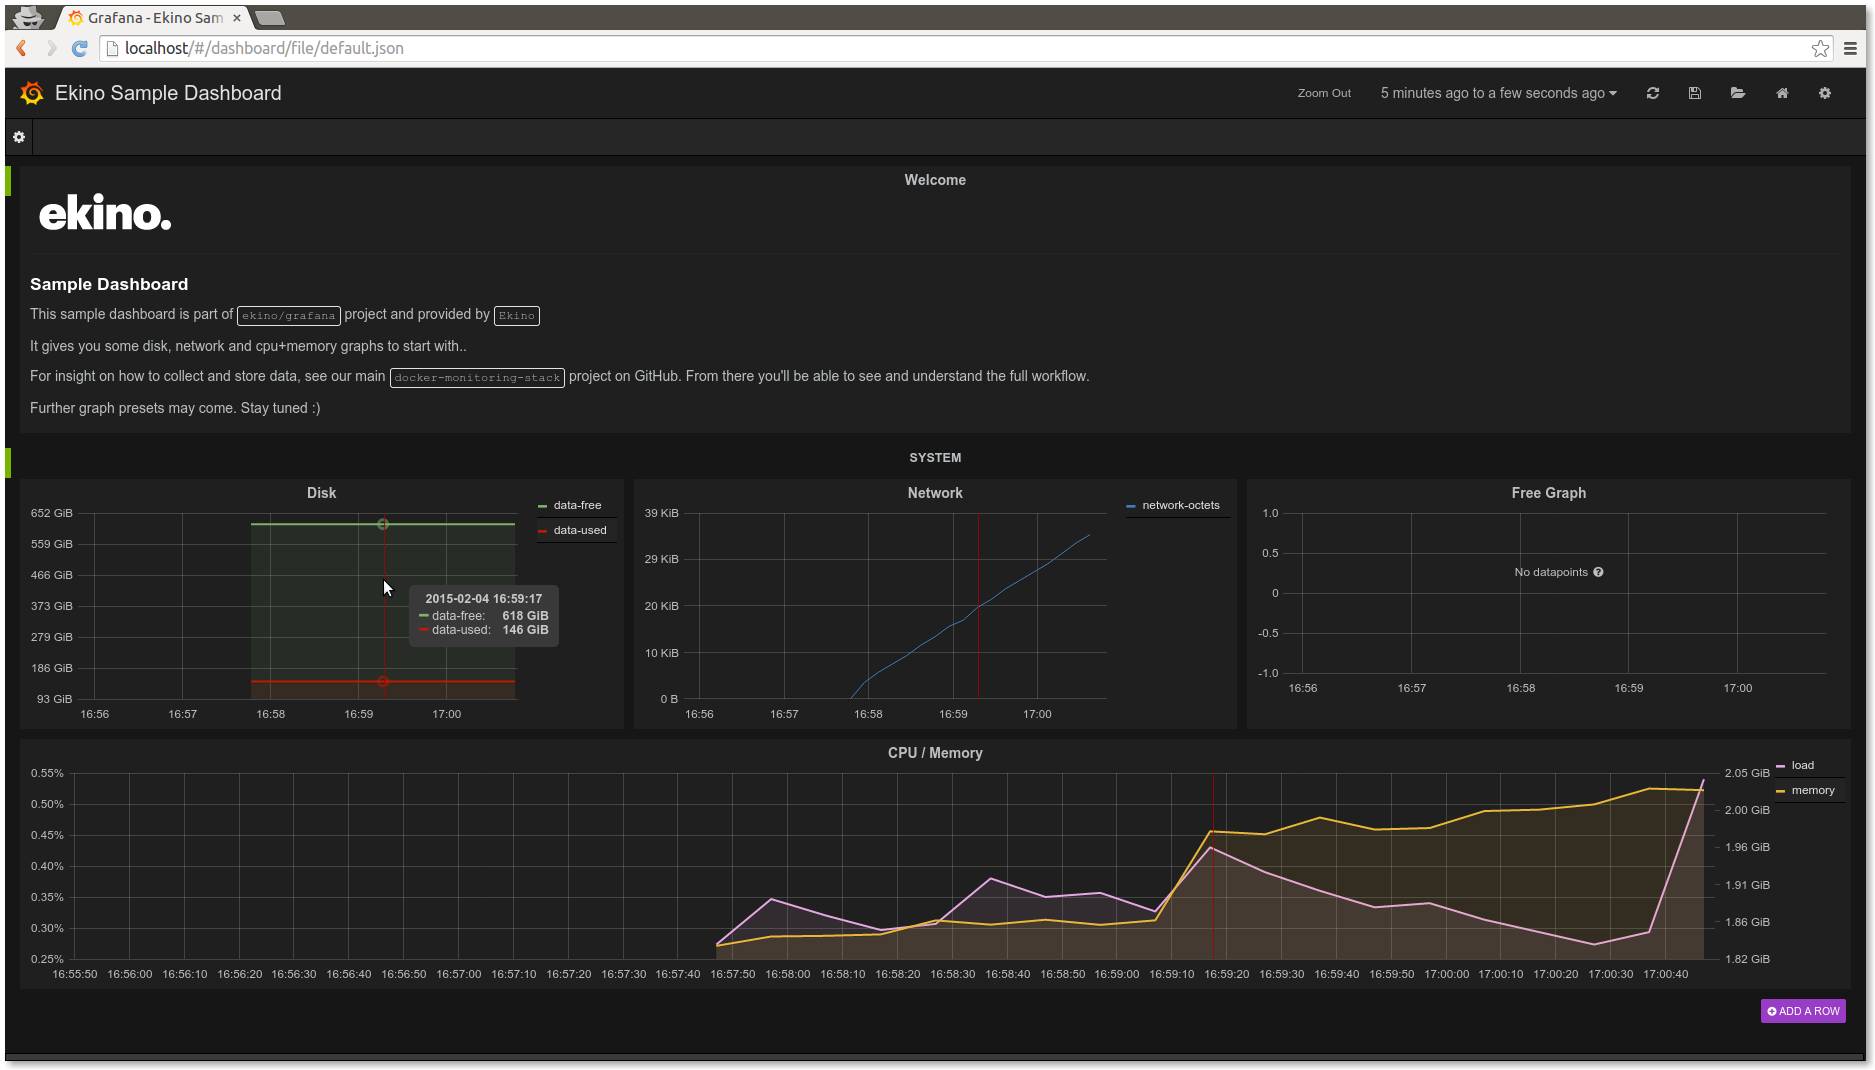 Grafana - Ekino Sam
localhost/#/dashboard/file/default.json
Ekino Sample Dashboard
Zoom Out
5 minutes ago to a few seconds ago
Welcome
ekino.
Sample Dashboard
This sample dashboard is part of ekino/grafana project and provided by Ekino
It gives you some disk, network and cpu+memory graphs to start with..
For insight on how to collect and store data, see our main docker-monitoring-stack project on GitHub. From there you'll be able to see and understand the full workflow.
Further graph presets may come. Stay tuned :)
SYSTEM
Disk
652 GiB
559 GiB
466 GiB
373 GiB
279 GiB
186 GiB
93 GiB
16:56 16:57 16:58 16:59 17:00
data-free
data-used
2015-02-04 16:59:17
data-free: 618 GiB
data-used: 146 GiB
Network
39 KiB
29 KiB
20 KiB
10 KiB
0 B
16:56 16:57 16:58 16:59 17:00
network-octets
Free Graph
1.0
0.5
0
-0.5
-1.0
No datapoints
16:56 16:57 16:58 16:59 17:00
CPU / Memory
0.55%
0.50%
0.45%
0.40%
0.35%
0.30%
0.25%
16:55:50 16:56:00 16:56:10 16:56:20 16:56:30 16:56:40 16:56:50 16:57:00 16:57:10 16:57:20 16:57:30 16:57:40 16:57:50 16:58:00 16:58:10 16:58:20 16:58:30 16:58:40 16:58:50 16:59:00 16:59:10 16:59:20 16:59:30 16:59:40 16:59:50 17:00:00 17:00:10 17:00:20 17:00:30 17:00:40
2.05 GiB
2.00 GiB
1.96 GiB
1.91 GiB
1.86 GiB
1.82 GiB
load
memory
ADD A ROW